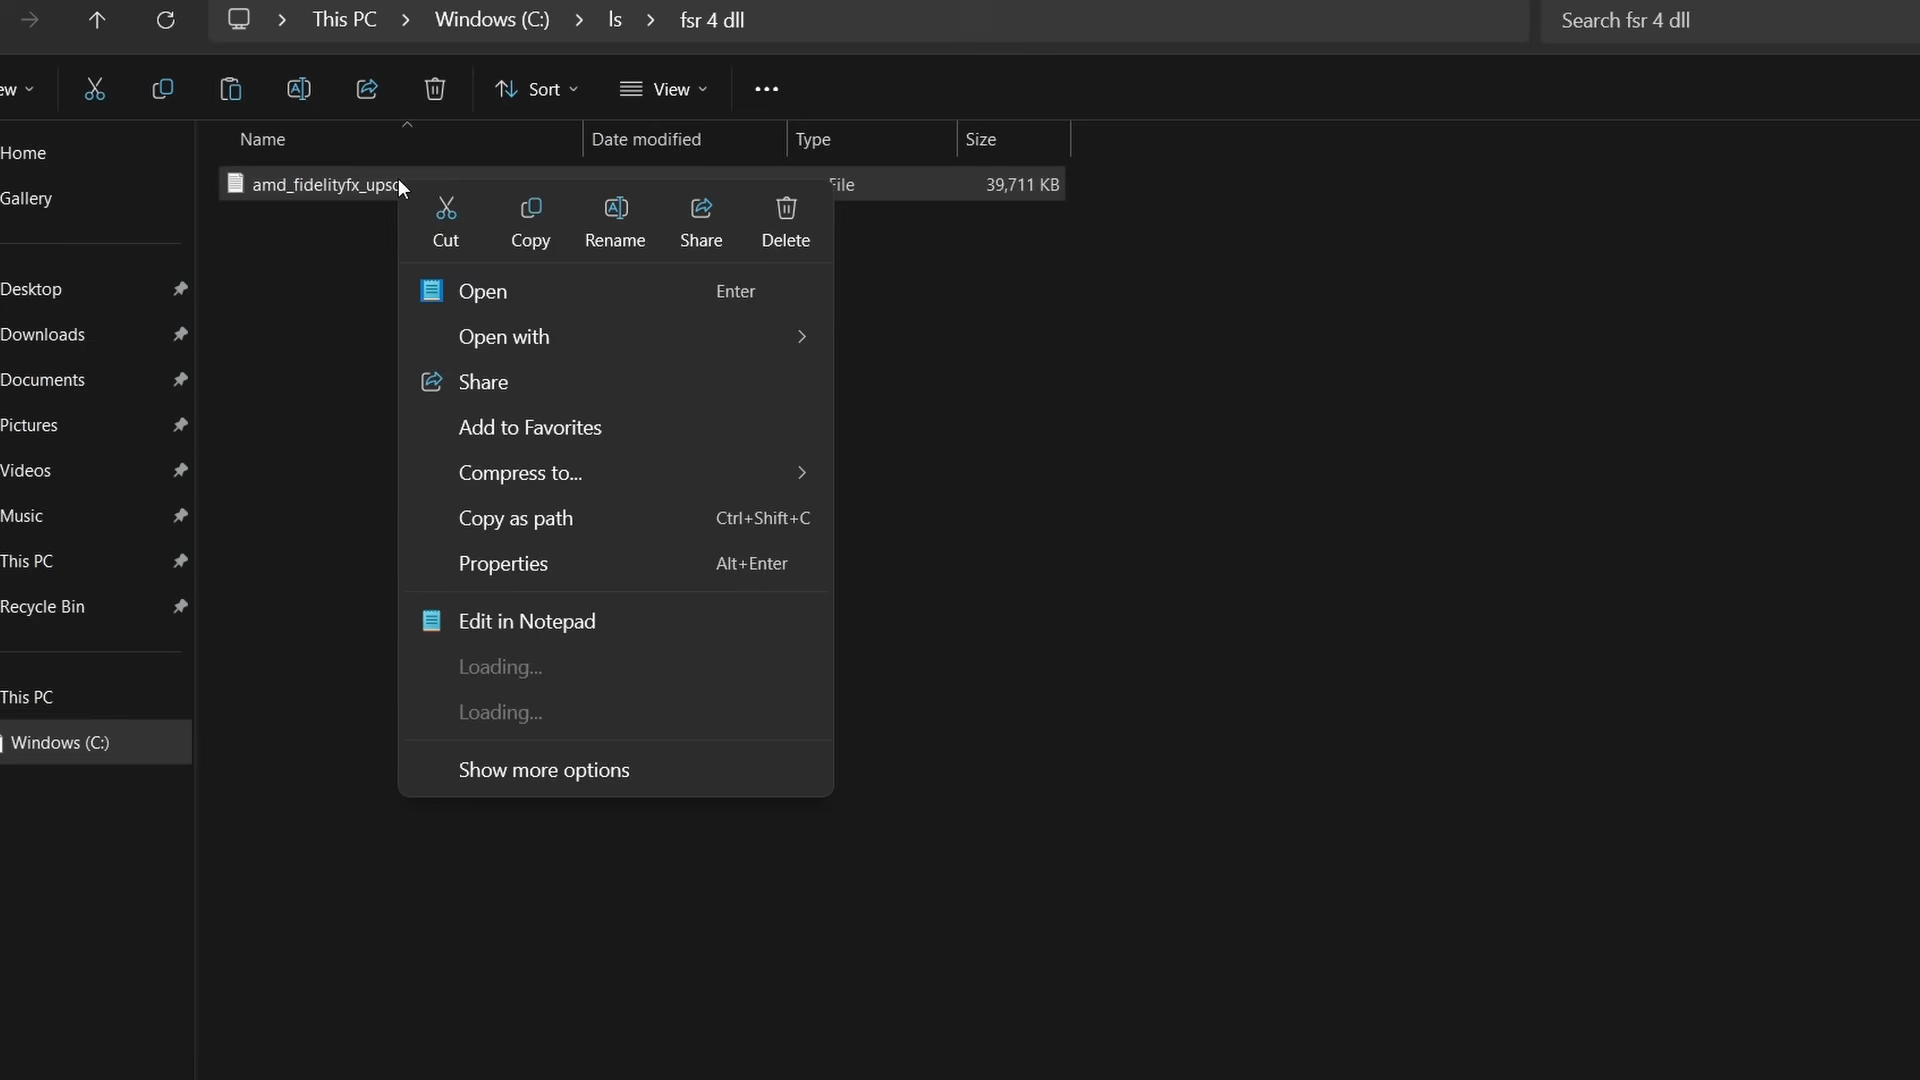 This PC > Windows (C:) > ls > fsr 4 dll
Search fsr 4 dll
Sort
View
Name
Date modified
Type
Size
amd_fidelityfx_upsc
File
39,711 KB
Home
Gallery
Desktop
Downloads
Documents
Pictures
Videos
Music
This PC
Recycle Bin
This PC
Windows (C:)
Cut
Copy
Rename
Share
Delete
Open Enter
Open with
Share
Add to Favorites
Compress to...
Copy as path Ctrl+Shift+C
Properties Alt+Enter
Edit in Notepad
Loading...
Loading...
Show more options